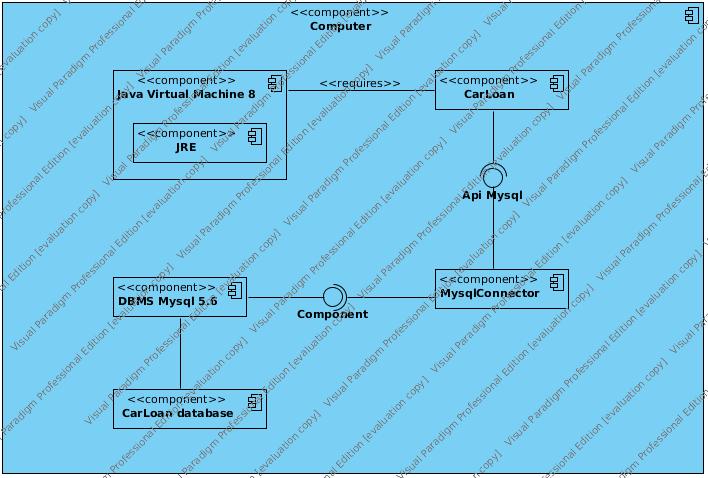 <<component>>
Computer
<<component>>
Java Virtual Machine 8
<<requires>>
<<component>>
CarLoan
<<component>>
JRE
Api Mysql
<<component>>
DBMS Mysql 5.6
Component
<<component>>
MysqlConnector
<<component>>
CarLoan database
Visual Paradigm Professional Edition [evaluation copy]